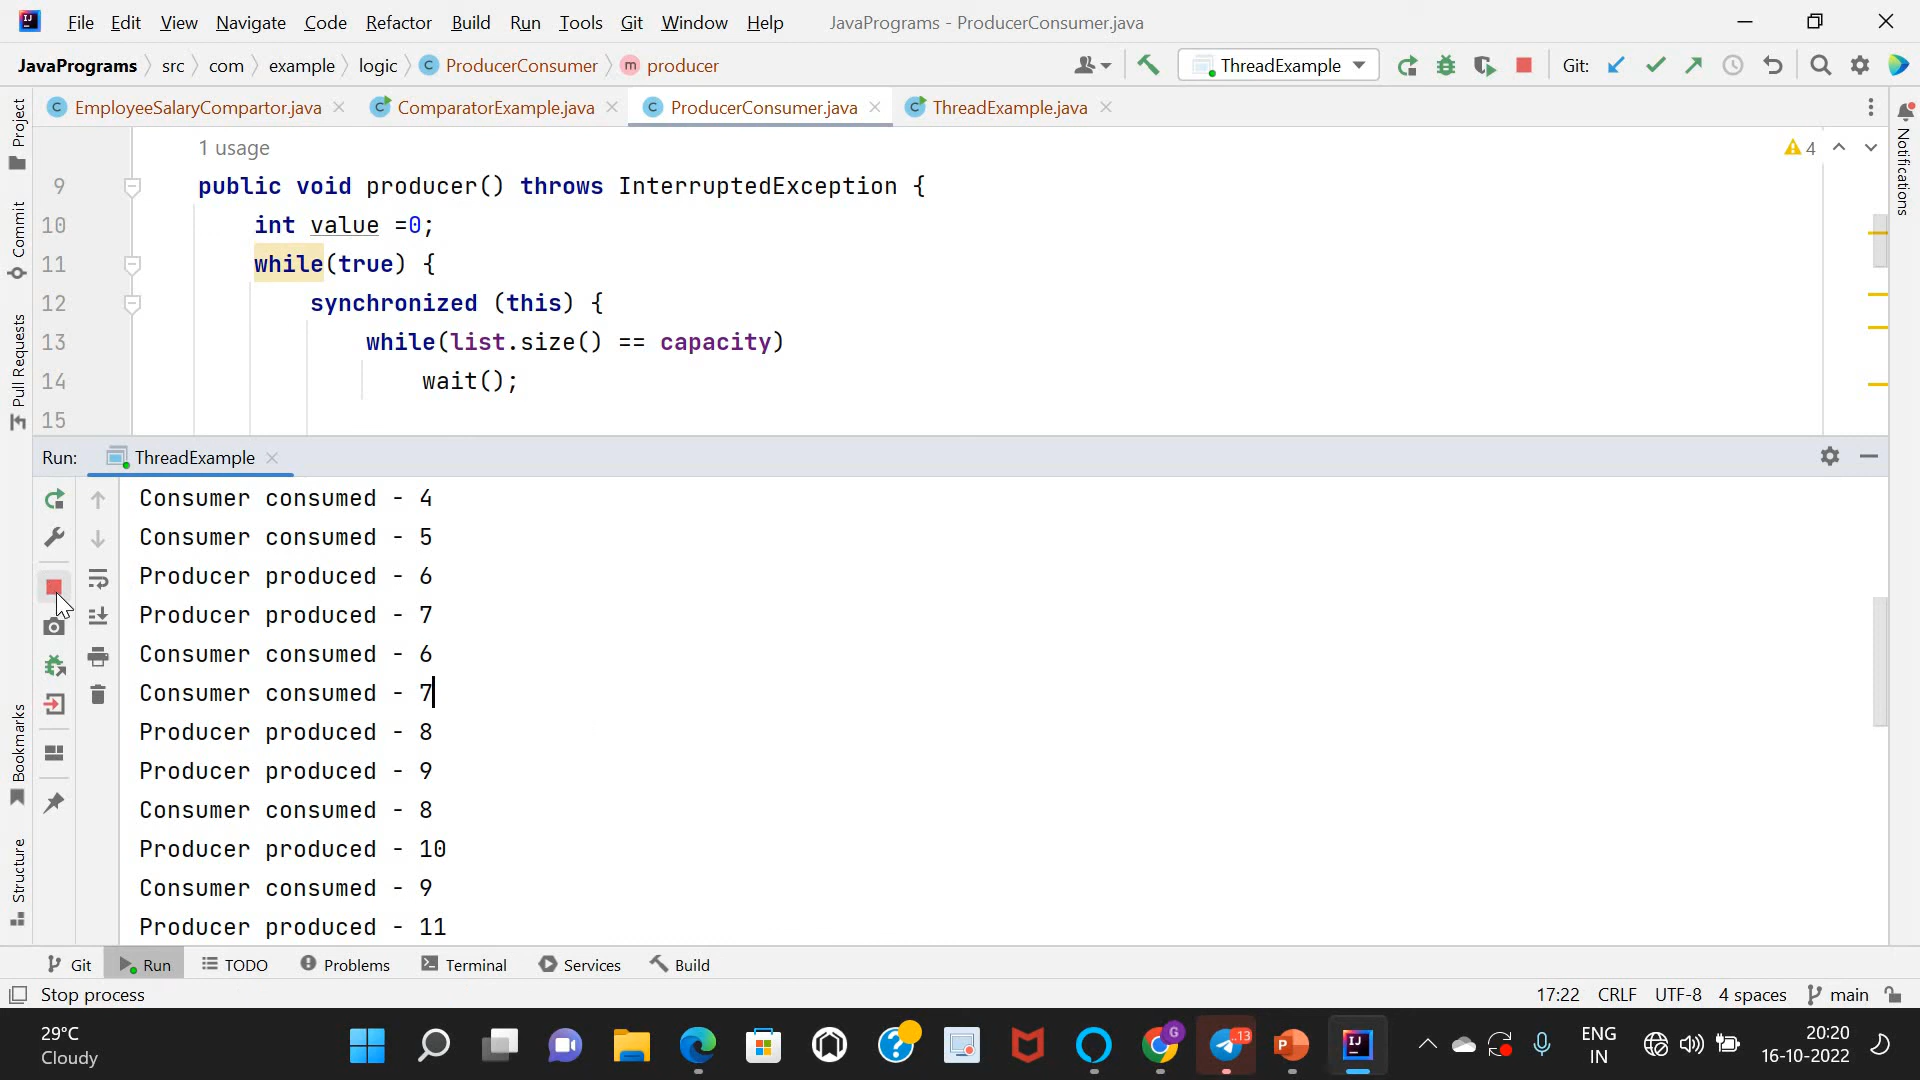 File Edit View Navigate Code Refactor Build Run Tools Git Window Help JavaPrograms - ProducerConsumer.java
JavaPrograms src com example logic ProducerConsumer producer ThreadExample Git:
EmployeeSalaryCompartor.java ComparatorExample.java ProducerConsumer.java ThreadExample.java
Project
Commit
Pull Requests
Bookmarks
Structure
Notifications
1 usage
4
9 public void producer() throws InterruptedException {
10 int value =0;
11 while(true) {
12 synchronized (this) {
13 while(list.size() == capacity)
14 wait();
15
Run: ThreadExample
Consumer consumed - 4
Consumer consumed - 5
Producer produced - 6
Producer produced - 7
Consumer consumed - 6
Consumer consumed - 7
Producer produced - 8
Producer produced - 9
Consumer consumed - 8
Producer produced - 10
Consumer consumed - 9
Producer produced - 11
Git Run TODO Problems Terminal Services Build
Stop process 17:22 CRLF UTF-8 4 spaces main
29°C
Cloudy
ENG
IN
20:20
16-10-2022